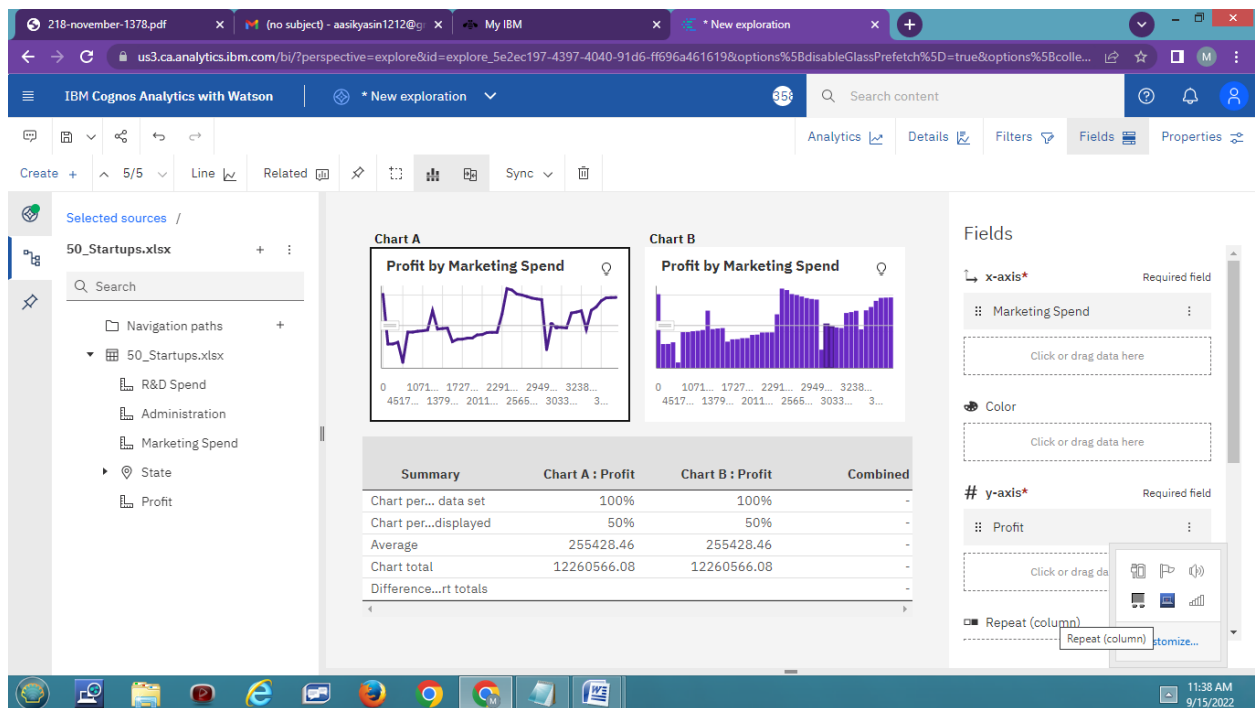 218-november-1378.pdf
(no subject) - aasikyasin1212@g
My IBM
* New exploration
us3.ca.analytics.ibm.com/bi/?perspective=explore&id=explore_5e2ec197-4397-4040-91d6-ff696a461619&options%5BdisableGlassPrefetch%5D=true&options%5Bcolle...
M
IBM Cognos Analytics with Watson
* New exploration
358
Search content
Analytics
Details
Filters
Fields
Properties
Create +
5/5
Line
Related
Sync
Selected sources /
50_Startups.xlsx
Search
Navigation paths
50_Startups.xlsx
R&D Spend
Administration
Marketing Spend
State
Profit
Chart A
Profit by Marketing Spend
0 1071... 1727... 2291... 2949... 3238...
4517... 1379... 2011... 2565... 3033... 3...
Chart B
Profit by Marketing Spend
0 1071... 1727... 2291... 2949... 3238...
4517... 1379... 2011... 2565... 3033... 3...
Summary Chart A : Profit Chart B : Profit Combined
Chart per... data set 100% 100% -
Chart per...displayed 50% 50% -
Average 255428.46 255428.46 -
Chart total 12260566.08 12260566.08 -
Difference...rt totals -
Fields
x-axis* Required field
Marketing Spend
Click or drag data here
Color
Click or drag data here
# y-axis* Required field
Profit
Click or drag da
Repeat (column)
Repeat (column)
stomize...
11:38 AM
9/15/2022